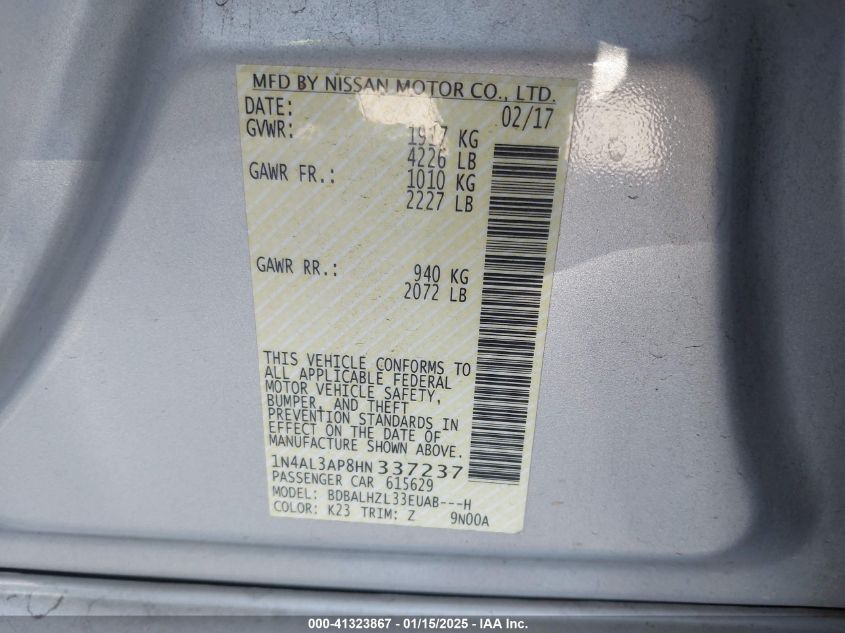 MFD BY NISSAN MOTOR CO., LTD.
DATE: 02/17
GVWR: 1917 KG
4226 LB
GAWR FR.: 1010 KG
2227 LB
GAWR RR.: 940 KG
2072 LB
THIS VEHICLE CONFORMS TO
ALL APPLICABLE FEDERAL
MOTOR VEHICLE SAFETY,
BUMPER, AND THEFT
PREVENTION STANDARDS IN
EFFECT ON THE DATE OF
MANUFACTURE SHOWN ABOVE.
1N4AL3AP8HN 337237
PASSENGER CAR 615629
MODEL: BDBALHZL33EUAB---H
COLOR: K23 TRIM: Z 9N00A
000-41323867 - 01/15/2025 - IAA Inc.